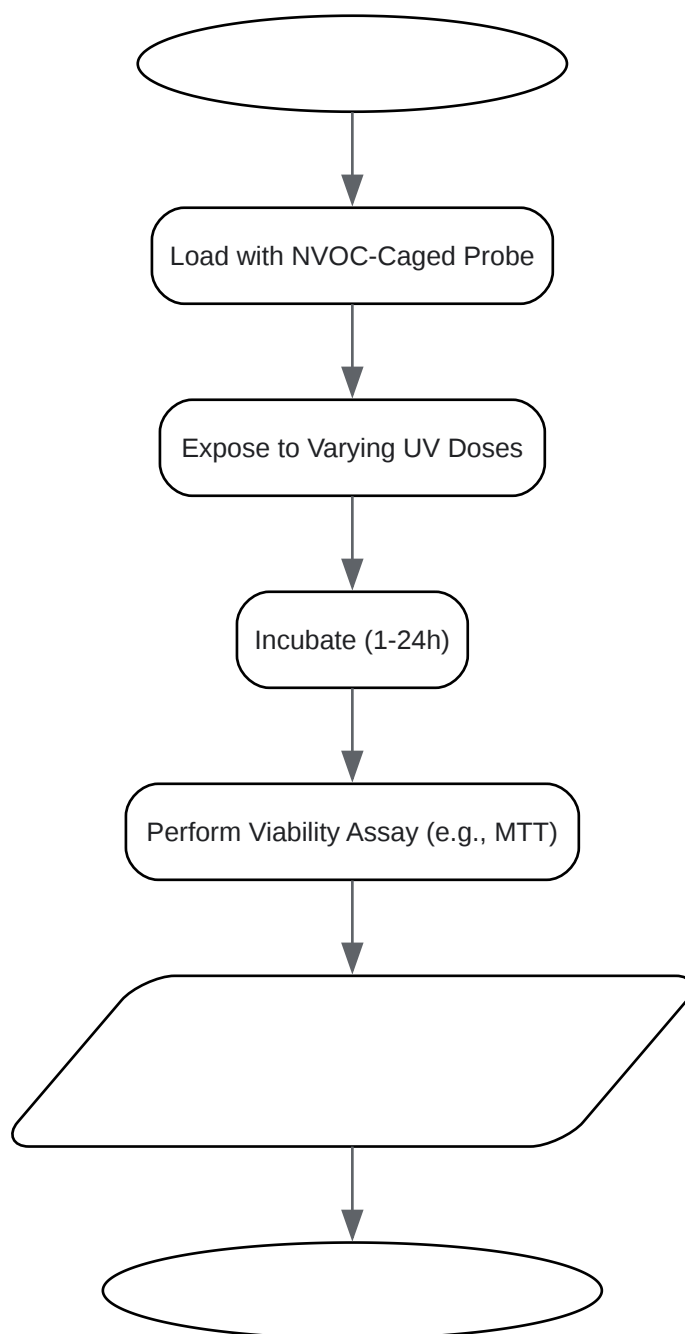 Load with NVOC-Caged Probe
Expose to Varying UV Doses
Incubate (1-24h)
Perform Viability Assay (e.g., MTT)